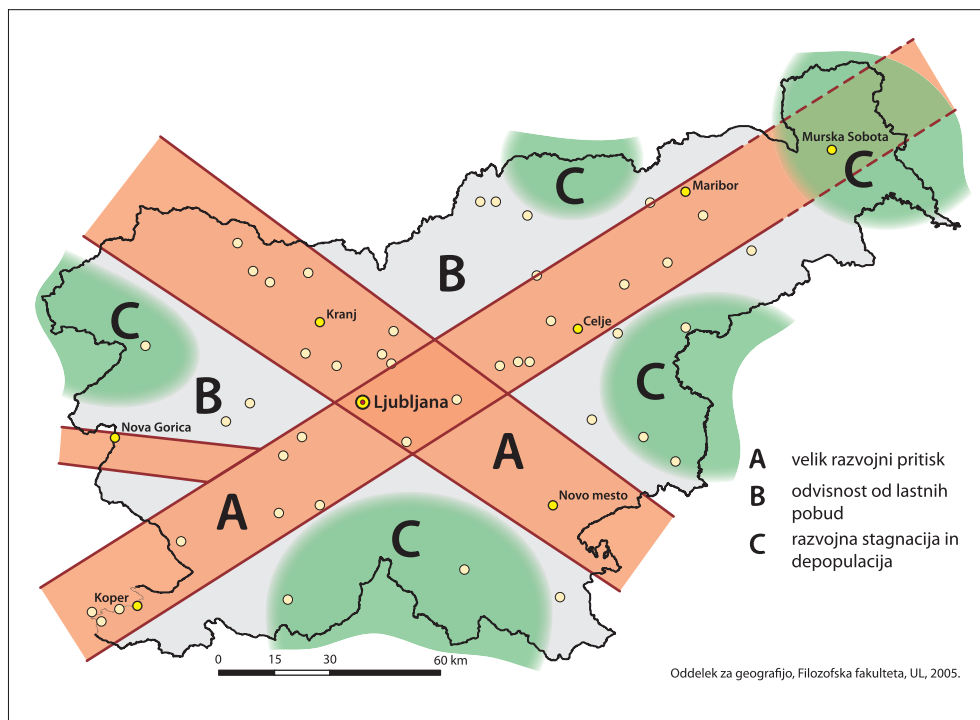 Murska Sobota
C
C
Maribor
B
Kranj
C
Celje
C
B
Ljubljana
Nova Gorica
A
A velik razvojni pritisk
B odvisnost od lastnih
pobud
C razvojna stagnacija in
depopulacija
Novo mesto
A
C
Koper
0 15 30 60 km
Oddelek za geografijo, Filozofska fakulteta, UL, 2005.